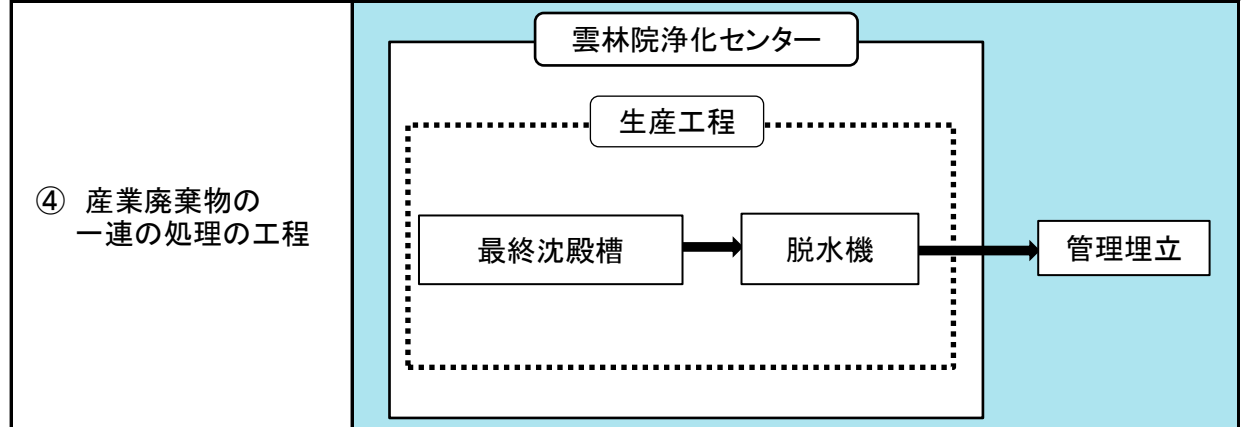 ④ 産業廃棄物の
一連の処理の工程
雲林院浄化センター
生産工程
最終沈殿槽
脱水機
管理埋立